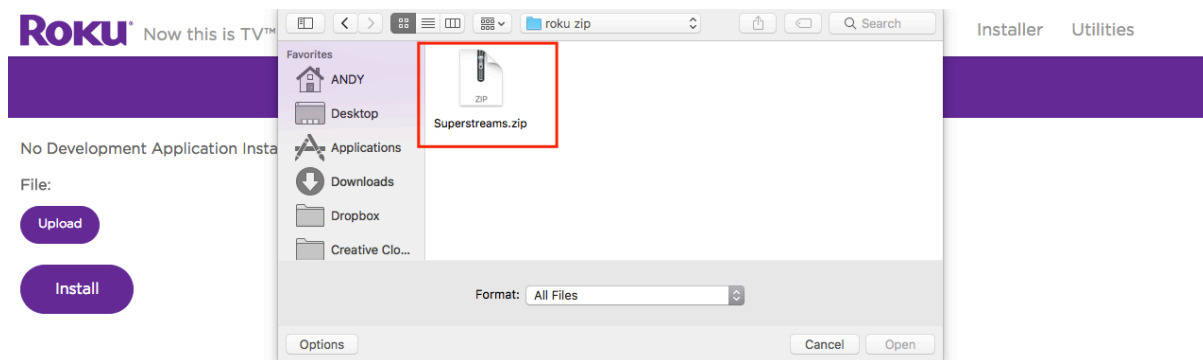 ROKU Now this is TV™
roku zip
Search
Installer Utilities
Favorites
ANDY
Desktop
Applications
Downloads
Dropbox
Creative Clo...
ZIP
Superstreams.zip
No Development Application Insta
File:
Upload
Install
Format: All Files
Options
Cancel
Open